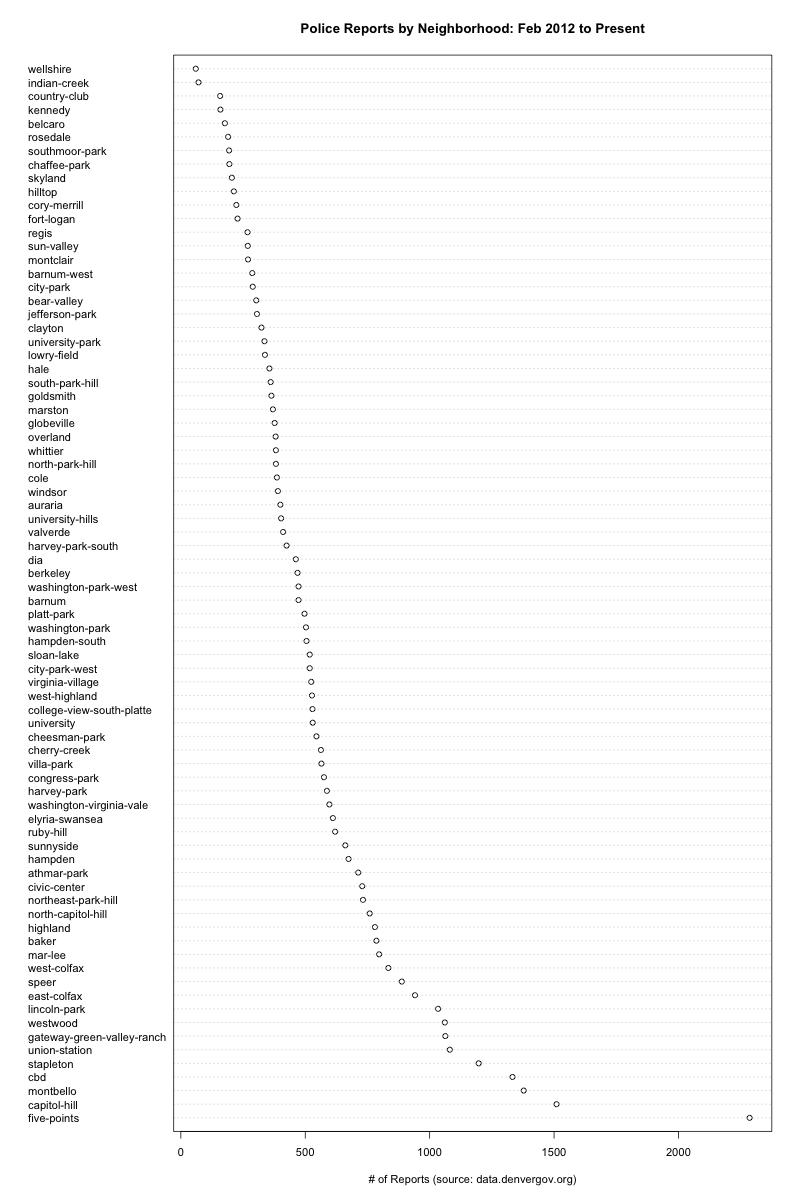 Police Reports by Neighborhood: Feb 2012 to Present
wellshire
indian-creek
country-club
kennedy
belcaro
rosedale
southmoor-park
chaffee-park
skyland
hilltop
cory-merrill
fort-logan
regis
sun-valley
montclair
barnum-west
city-park
bear-valley
jefferson-park
clayton
university-park
lowry-field
hale
south-park-hill
goldsmith
marston
globeville
overland
whittier
north-park-hill
cole
windsor
auraria
university-hills
valverde
harvey-park-south
dia
berkeley
washington-park-west
barnum
platt-park
washington-park
hampden-south
sloan-lake
city-park-west
virginia-village
west-highland
college-view-south-platte
university
cheesman-park
cherry-creek
villa-park
congress-park
harvey-park
washington-virginia-vale
elyria-swansea
ruby-hill
sunnyside
hampden
athmar-park
civic-center
northeast-park-hill
north-capitol-hill
highland
baker
mar-lee
west-colfax
speer
east-colfax
lincoln-park
westwood
gateway-green-valley-ranch
union-station
stapleton
cbd
montbello
capitol-hill
five-points
0 500 1000 1500 2000
# of Reports (source: data.denvergov.org)